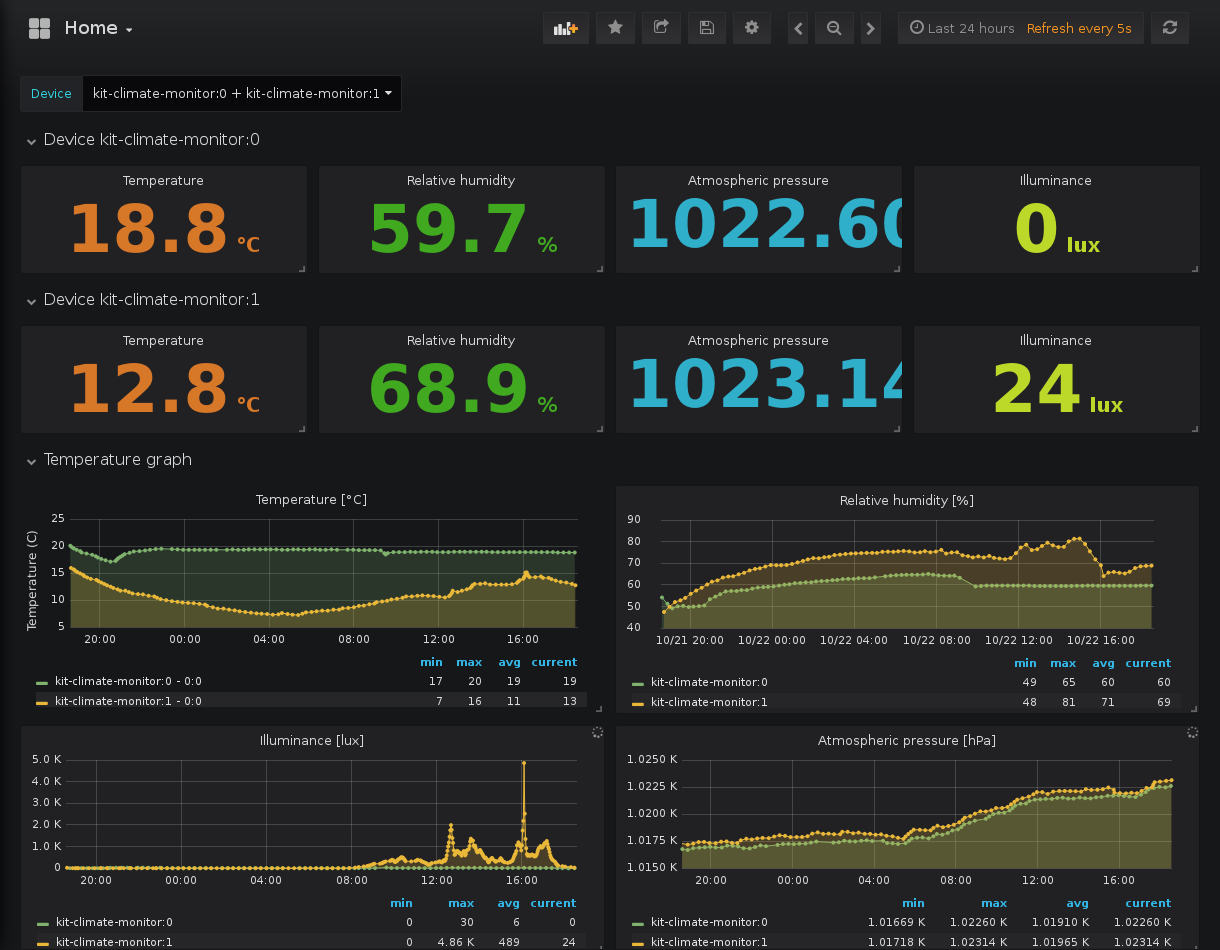 Home
Last 24 hours Refresh every 5s
Device kit-climate-monitor:0 + kit-climate-monitor:1
Device kit-climate-monitor:0
Temperature Relative humidity Atmospheric pressure Illuminance
18.8 °C 59.7 % 1022.60 0 lux
Device kit-climate-monitor:1
Temperature Relative humidity Atmospheric pressure Illuminance
12.8 °C 68.9 % 1023.14 24 lux
Temperature graph
Temperature [°C]
Temperature (C)
25
20
15
10
5
20:00 00:00 04:00 08:00 12:00 16:00
min max avg current
kit-climate-monitor:0 - 0:0 17 20 19 19
kit-climate-monitor:1 - 0:0 7 16 11 13
Relative humidity [%]
90
80
70
60
50
40
10/21 20:00 10/22 00:00 10/22 04:00 10/22 08:00 10/22 12:00 10/22 16:00
min max avg current
kit-climate-monitor:0 49 65 60 60
kit-climate-monitor:1 48 81 71 69
Illuminance [lux]
5.0 K
4.0 K
3.0 K
2.0 K
1.0 K
0
20:00 00:00 04:00 08:00 12:00 16:00
min max avg current
kit-climate-monitor:0 0 30 6 0
kit-climate-monitor:1 0 4.86 K 489 24
Atmospheric pressure [hPa]
1.0250 K
1.0225 K
1.0200 K
1.0175 K
1.0150 K
20:00 00:00 04:00 08:00 12:00 16:00
min max avg current
kit-climate-monitor:0 1.01669 K 1.02260 K 1.01910 K 1.02260 K
kit-climate-monitor:1 1.01718 K 1.02314 K 1.01965 K 1.02314 K